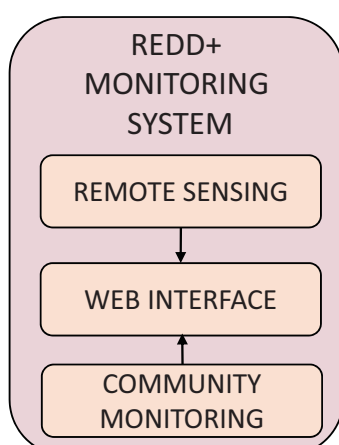 REDD+
MONITORING
SYSTEM
REMOTE SENSING
WEB INTERFACE
COMMUNITY
MONITORING